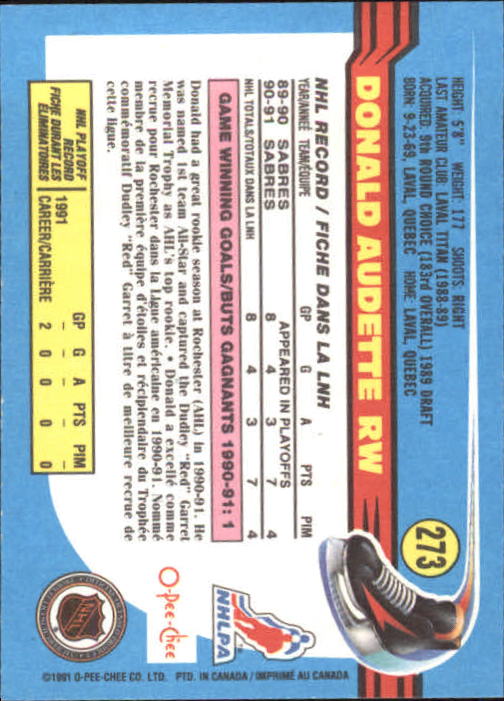 273
DONALD AUDETTE RW
HEIGHT: 5'8" WEIGHT: 177 SHOOTS: RIGHT
LAST AMATEUR CLUB: LAVAL TITAN (1988-89)
ACQUIRED: 9th ROUND CHOICE (183rd OVERALL) 1989 DRAFT
BORN: 9-23-69, LAVAL, QUEBEC HOME: LAVAL, QUEBEC
NHL RECORD / FICHE DANS LA LNH
YEAR/ANNÉE TEAM/ÉQUIPE GP G A PTS PIM
89-90 SABRES APPEARED IN PLAYOFFS
90-91 SABRES 8 4 3 7 4
NHL TOTALS/TOTAUX DANS LA LNH 8 4 3 7 4
GAME WINNING GOALS/BUTS GAGNANTS 1990-91: 1
Donald had a great rookie season at Rochester (AHL) in 1990-91. He
was named 1st team All-Star and captured the Dudley "Red" Garret
Memorial Trophy as AHL's top rookie. • Donald a excellé comme
recrue pour Rochester dans la Ligue américaine en 1990-91. Nommé
membre de la première équipe d'étoiles et récipiendaire du Trophée
commémoratif Dudley "Red" Garret à titre de meilleure recrue de
cette ligue.
NHL PLAYOFF
RECORD
FICHE DURANT LES
ÉLIMINATOIRES
GP G A PTS PIM
1991 – – – – –
CAREER/CARRIÈRE 2 0 0 0 0
NHLPA
O-Pee-Chee
NHL
©1991 O-PEE-CHEE CO. LTD. PTD. IN CANADA/IMPRIMÉ AU CANADA